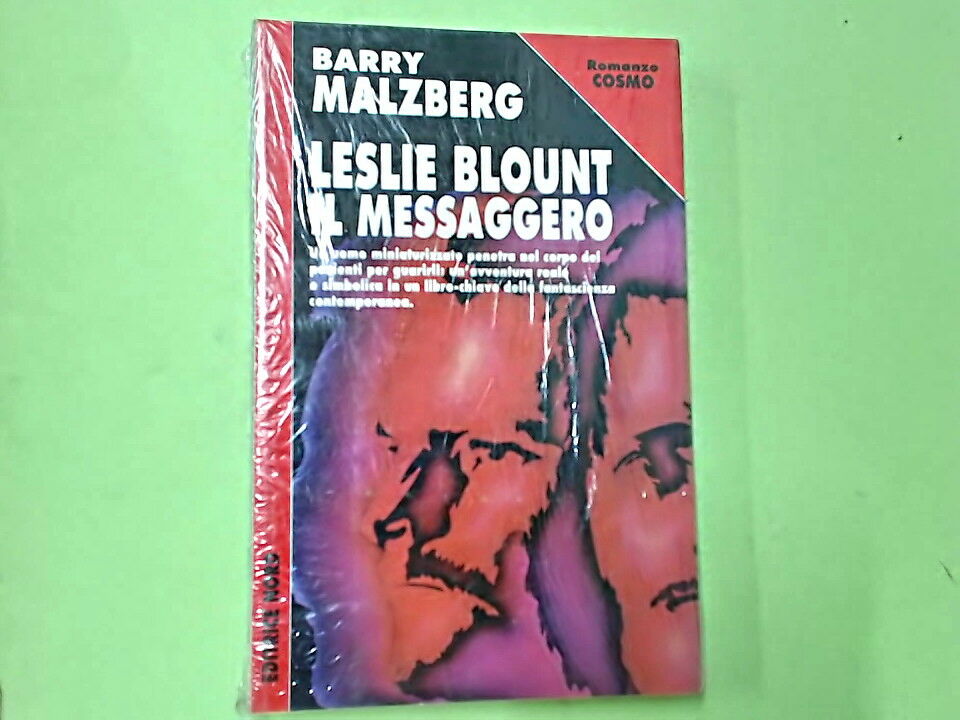 BARRY
MALZBERG
Romanzo
COSMO
LESLIE BLOUNT
IL MESSAGGERO
Un uomo miniaturizzato penetra nel corpo dei
pazienti per guarirli: un'avventura reale
e simbolica in un libro-chiave della fantascienza
contemporanea.
EDITRICE NORD